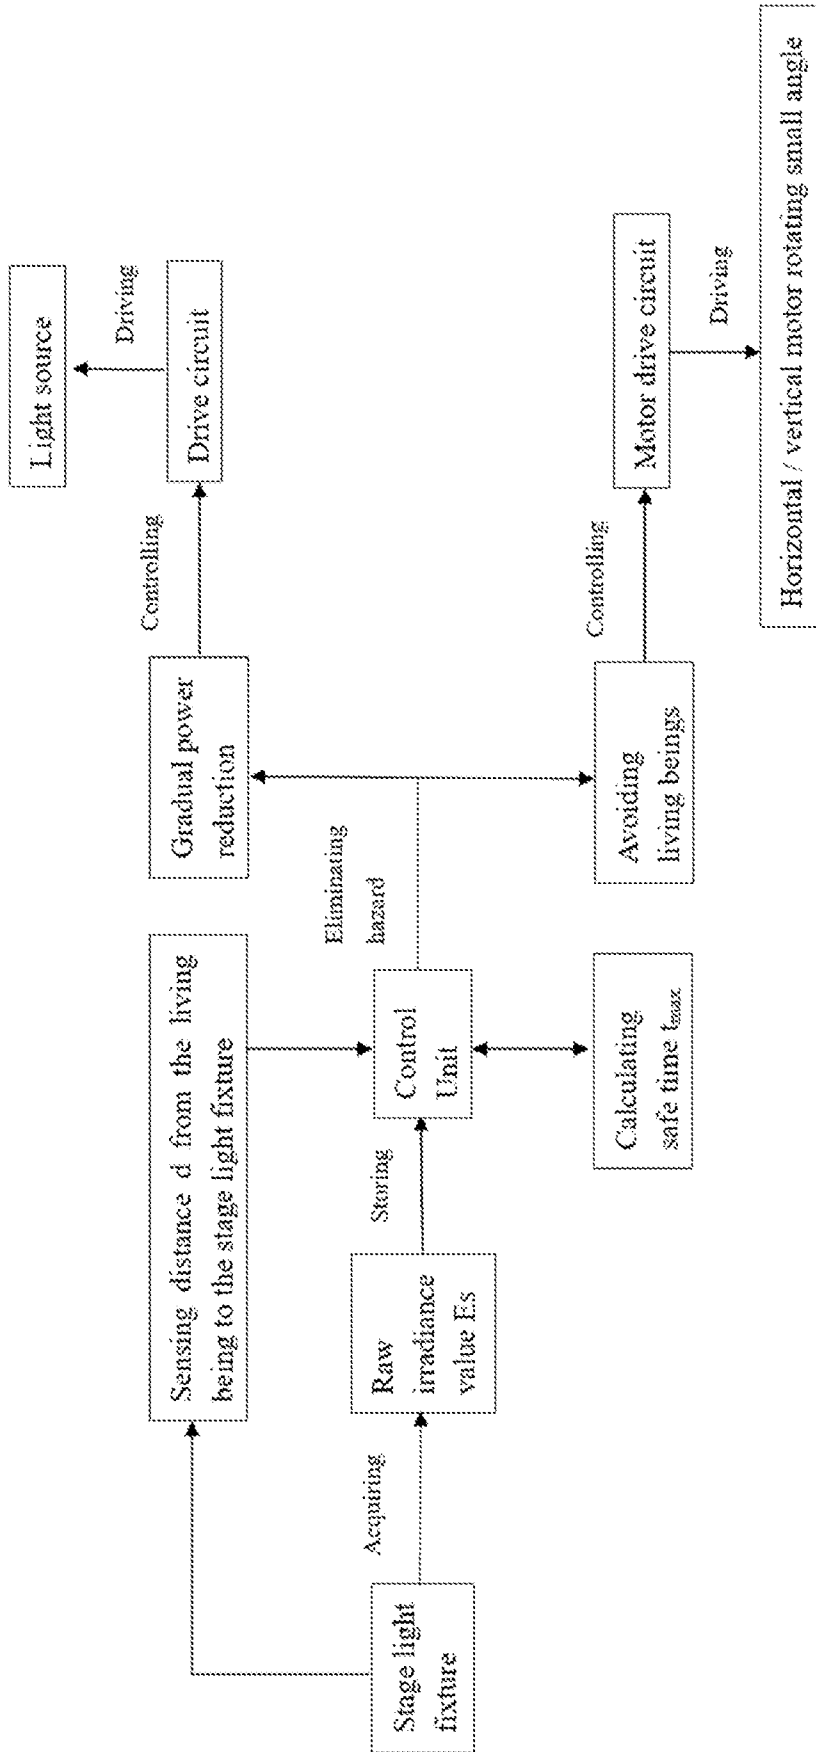 Stage light
fixture
Acquiring
Sensing distance d from the living
being to the stage light fixture
Raw
irradiance
value Es
Storing
Control
Unit
Calculating
safe time tmax
Eliminating
hazard
Gradual power
reduction
Controlling
Drive circuit
Driving
Light source
Avoiding
living beings
Controlling
Motor drive circuit
Driving
Horizontal / vertical motor rotating small angle